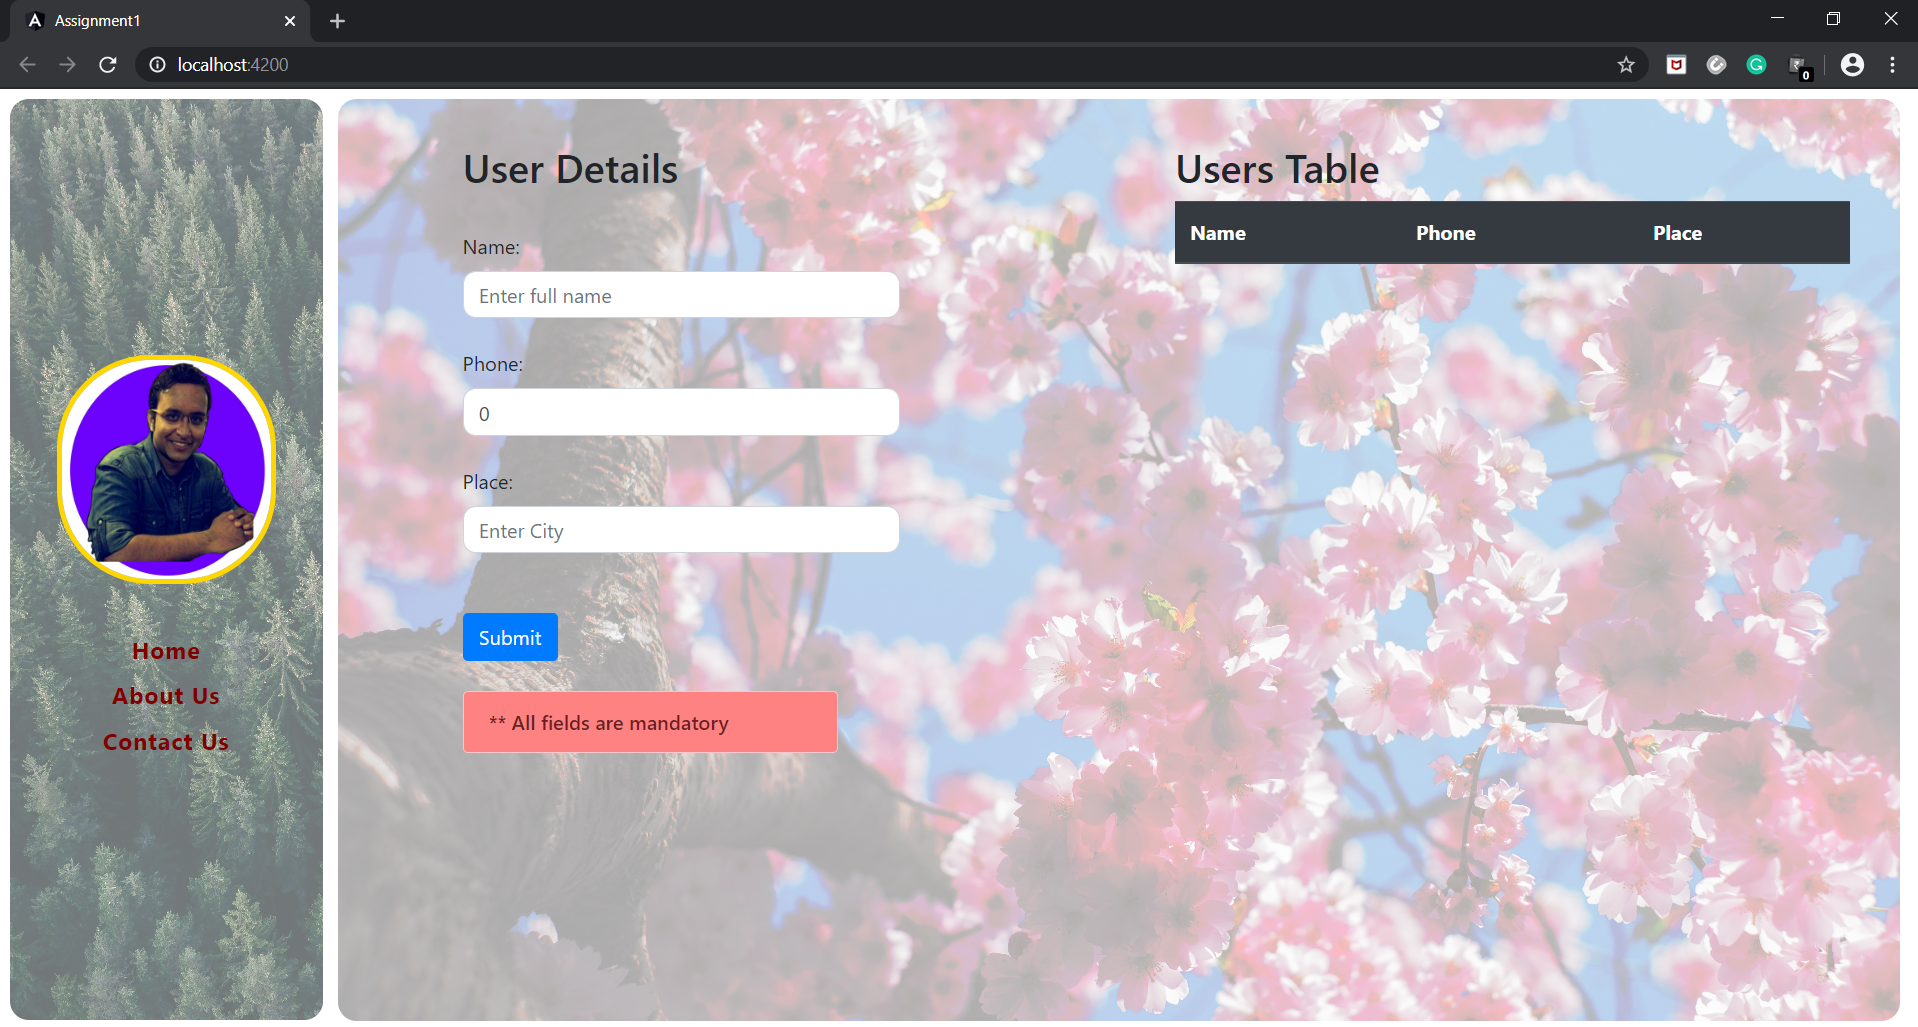 Assignment1
localhost:4200
0
Home
About Us
Contact Us
User Details
Name:
Enter full name
Phone:
0
Place:
Enter City
Submit
** All fields are mandatory
Users Table
Name Phone Place